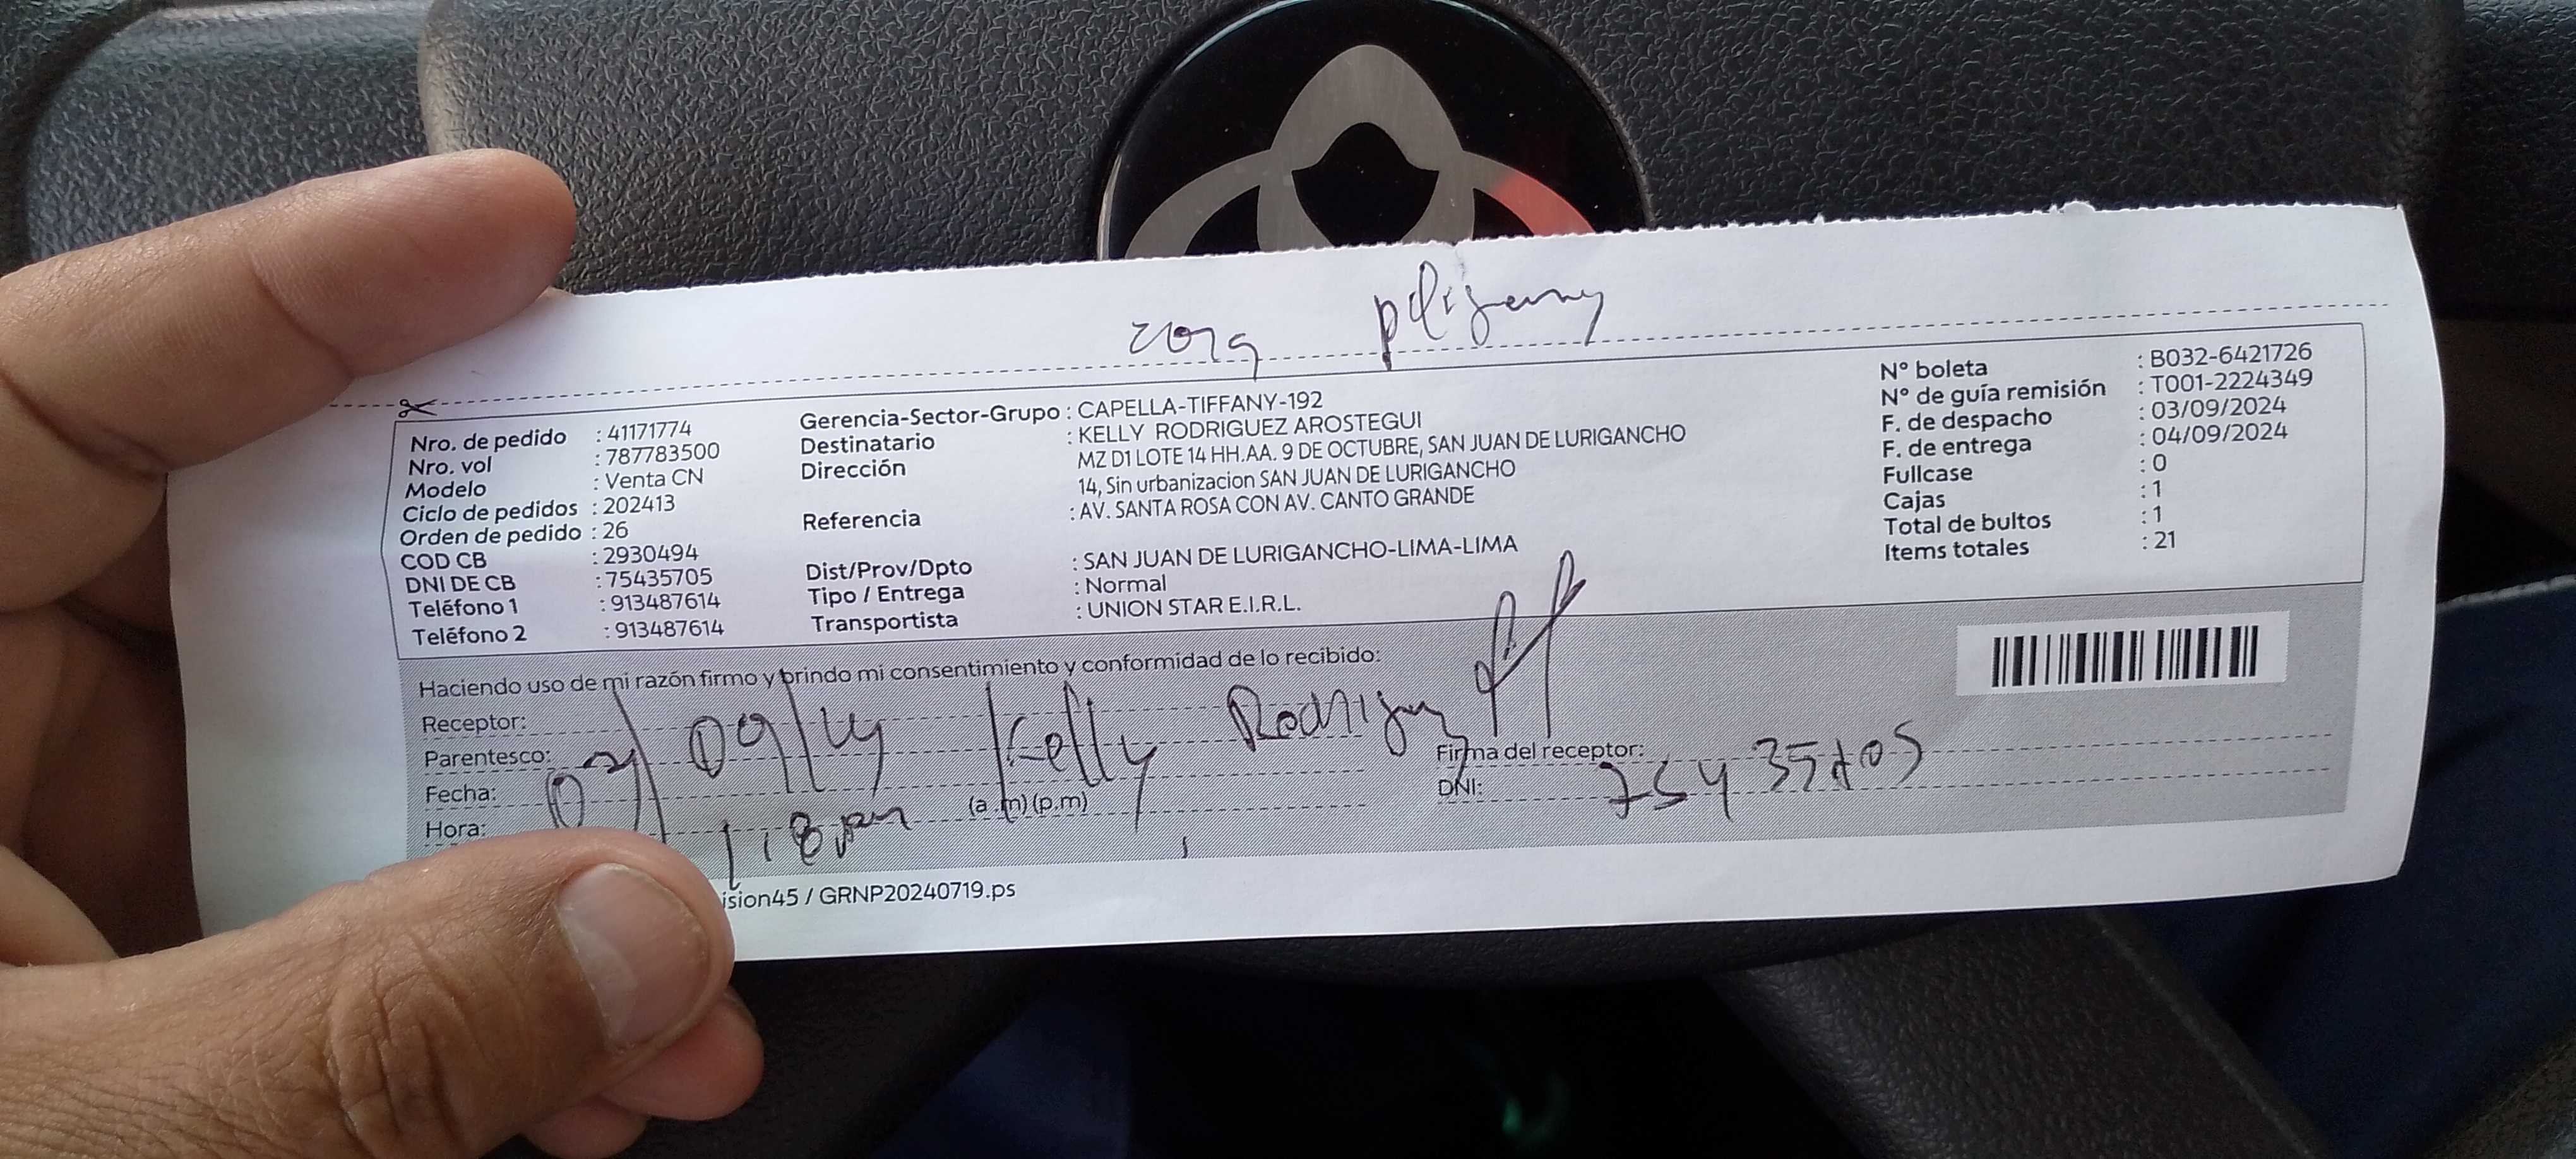 zona peligrosa
Nro. de pedido : 41171774
Nro. vol : 787783500
Modelo : Venta CN
Ciclo de pedidos : 202413
Orden de pedido : 26
COD CB : 2930494
DNI DE CB : 75435705
Teléfono 1 : 913487614
Teléfono 2 : 913487614
Gerencia-Sector-Grupo : CAPELLA-TIFFANY-192
Destinatario : KELLY RODRIGUEZ AROSTEGUI
Dirección MZ D1 LOTE 14 HH.AA. 9 DE OCTUBRE, SAN JUAN DE LURIGANCHO
14, Sin urbanizacion SAN JUAN DE LURIGANCHO
Referencia : AV. SANTA ROSA CON AV. CANTO GRANDE
Dist/Prov/Dpto : SAN JUAN DE LURIGANCHO-LIMA-LIMA
Tipo / Entrega : Normal
Transportista : UNION STAR E.I.R.L.
N° boleta : B032-6421726
N° de guía remisión : T001-2224349
F. de despacho : 03/09/2024
F. de entrega : 04/09/2024
Fullcase : 0
Cajas : 1
Total de bultos : 1
Items totales : 21
Haciendo uso de mi razón firmo y brindo mi consentimiento y conformidad de lo recibido:
Receptor:
Parentesco:
Fecha:
Hora: (a .m) (p.m)
Kelly Rodriguez
Firma del receptor:
DNI: 75435705
ision45 / GRNP20240719.ps